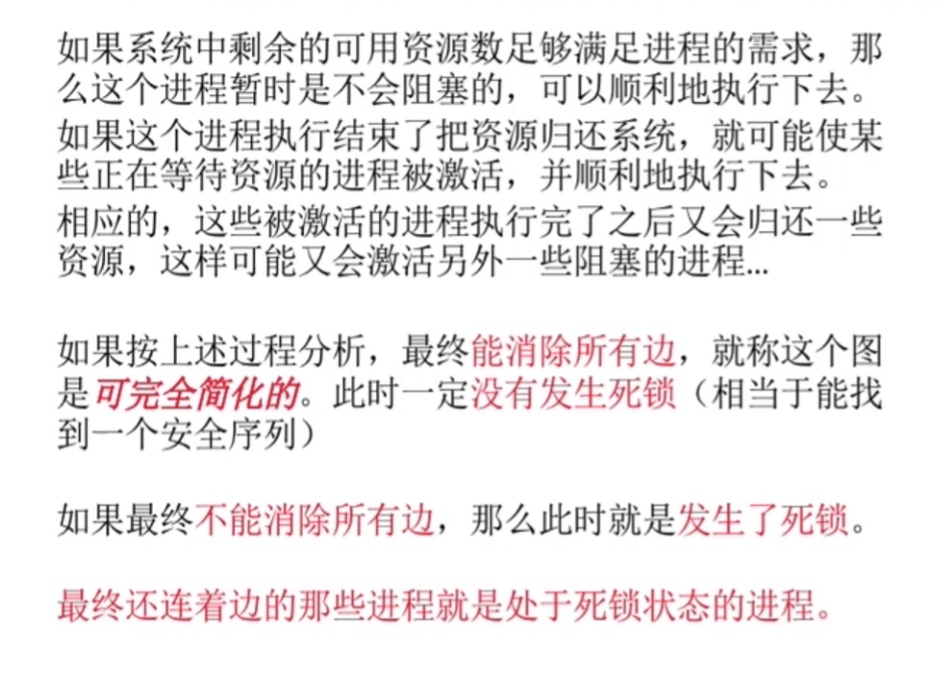 如果系统中剩余的可用资源数足够满足进程的需求，那
么这个进程暂时是不会阻塞的，可以顺利地执行下去。
如果这个进程执行结束了把资源归还系统，就可能使某
些正在等待资源的进程被激活，并顺利地执行下去。
相应的，这些被激活的进程执行完了之后又会归还一些
资源，这样可能又会激活另外一些阻塞的进程...
如果按上述过程分析，最终能消除所有边，就称这个图
是可完全简化的。此时一定没有发生死锁（相当于能找
到一个安全序列）
如果最终不能消除所有边，那么此时就是发生了死锁。
最终还连着边的那些进程就是处于死锁状态的进程。